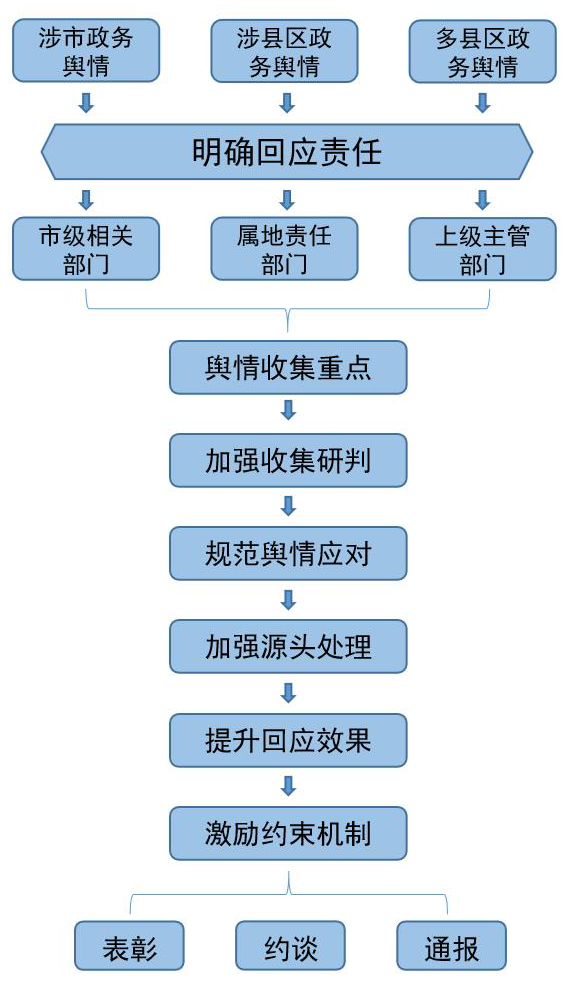 涉市政务
舆情
涉县区政
务舆情
多县区政
务舆情
明确回应责任
市级相关
部门
属地责任
部门
上级主管
部门
舆情收集重点
加强收集研判
规范舆情应对
加强源头处理
提升回应效果
激励约束机制
表彰
约谈
通报